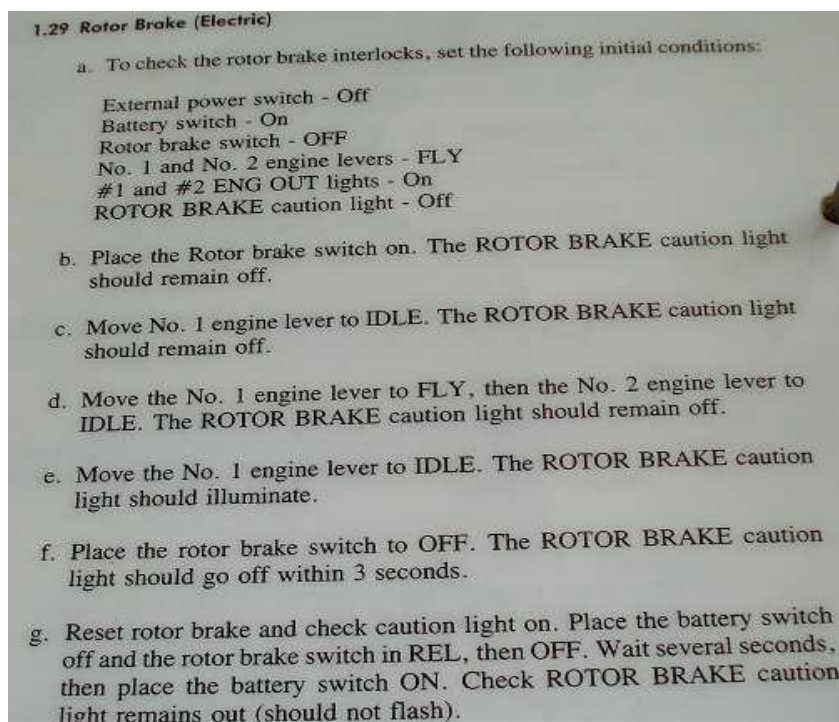 1.29 Rotor Brake (Electric)
a. To check the rotor brake interlocks, set the following initial conditions:
External power switch - Off
Battery switch - On
Rotor brake switch - OFF
No. 1 and No. 2 engine levers - FLY
#1 and #2 ENG OUT lights - On
ROTOR BRAKE caution light - Off
b. Place the Rotor brake switch on. The ROTOR BRAKE caution light
should remain off.
c. Move No. 1 engine lever to IDLE. The ROTOR BRAKE caution light
should remain off.
d. Move the No. 1 engine lever to FLY, then the No. 2 engine lever to
IDLE. The ROTOR BRAKE caution light should remain off.
e. Move the No. 1 engine lever to IDLE. The ROTOR BRAKE caution
light should illuminate.
f. Place the rotor brake switch to OFF. The ROTOR BRAKE caution
light should go off within 3 seconds.
g. Reset rotor brake and check caution light on. Place the battery switch
off and the rotor brake switch in REL, then OFF. Wait several seconds,
then place the battery switch ON. Check ROTOR BRAKE caution
light remains out (should not flash).